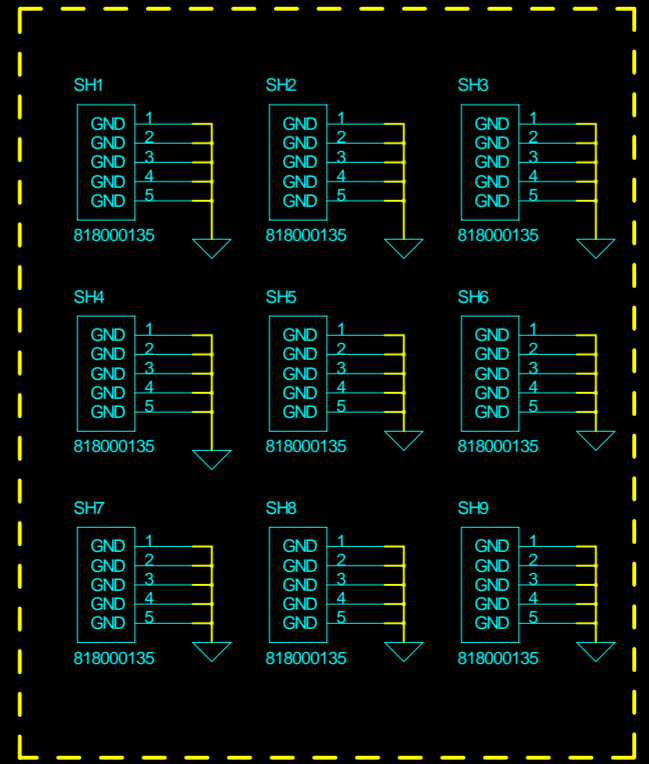 SH1 SH2 SH3
GND 1 GND 1 GND 1
GND 2 GND 2 GND 2
GND 3 GND 3 GND 3
GND 4 GND 4 GND 4
GND 5 GND 5 GND 5
818000135 818000135 818000135
SH4 SH5 SH6
GND 1 GND 1 GND 1
GND 2 GND 2 GND 2
GND 3 GND 3 GND 3
GND 4 GND 4 GND 4
GND 5 GND 5 GND 5
818000135 818000135 818000135
SH7 SH8 SH9
GND 1 GND 1 GND 1
GND 2 GND 2 GND 2
GND 3 GND 3 GND 3
GND 4 GND 4 GND 4
GND 5 GND 5 GND 5
818000135 818000135 818000135